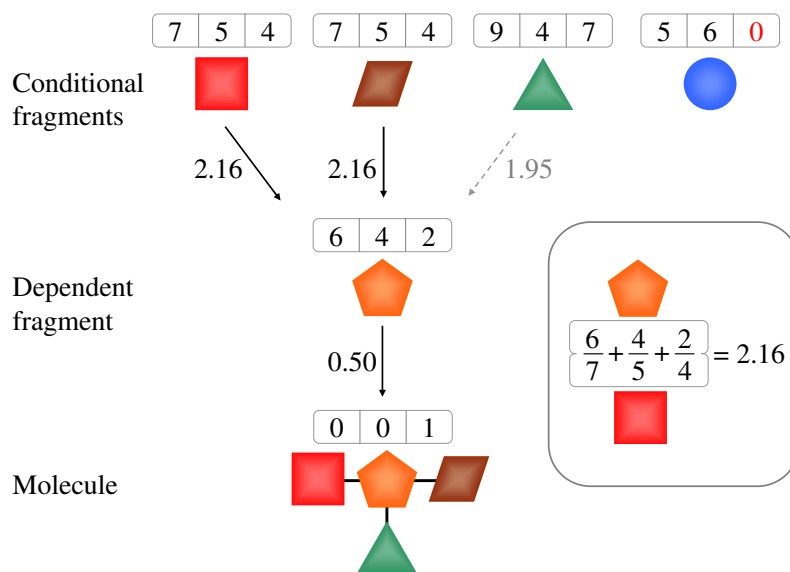 7 5 4
7 5 4
9 4 7
5 6 0
Conditional
fragments
2.16
2.16
1.95
6 4 2
Dependent
fragment
6/7 + 4/5 + 2/4 = 2.16
0.50
0 0 1
Molecule